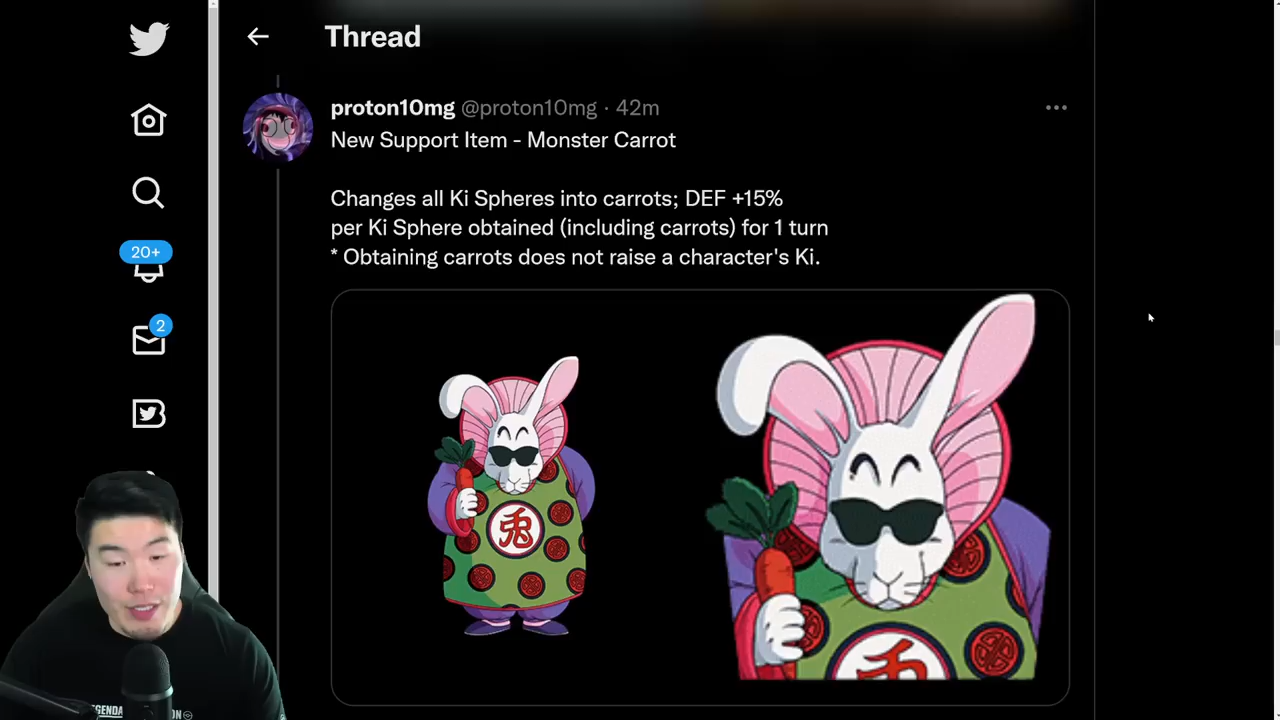 Thread
proton10mg @proton10mg · 42m
New Support Item - Monster Carrot
Changes all Ki Spheres into carrots; DEF +15%
per Ki Sphere obtained (including carrots) for 1 turn
* Obtaining carrots does not raise a character's Ki.
20+
2
兎
LEGENDA